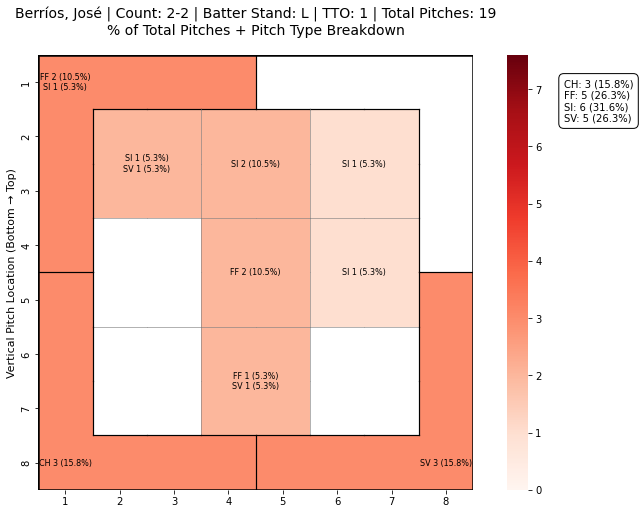 Berríos, José | Count: 2-2 | Batter Stand: L | TTO: 1 | Total Pitches: 19
% of Total Pitches + Pitch Type Breakdown
FF 2 (10.5%)
SI 1 (5.3%)
SI 1 (5.3%)
SV 1 (5.3%)
SI 2 (10.5%)
SI 1 (5.3%)
FF 2 (10.5%)
SI 1 (5.3%)
FF 1 (5.3%)
SV 1 (5.3%)
CH 3 (15.8%)
SV 3 (15.8%)
Vertical Pitch Location (Bottom → Top)
1
2
3
4
5
6
7
8
1 2 3 4 5 6 7 8
7
6
5
4
3
2
1
0
CH: 3 (15.8%)
FF: 5 (26.3%)
SI: 6 (31.6%)
SV: 5 (26.3%)